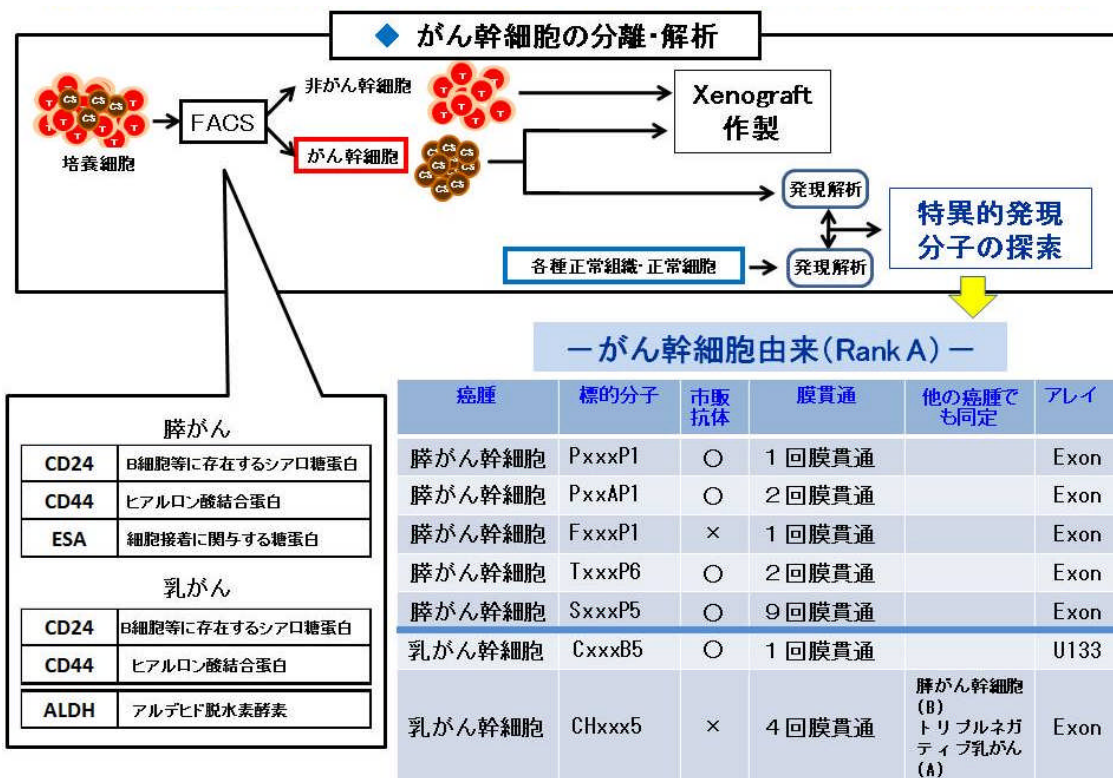 ◆ がん幹細胞の分離・解析
T CS
培養細胞
FACS
非がん幹細胞
がん幹細胞
Xenograft
作製
発現解析
各種正常組織・正常細胞
発現解析
特異的発現
分子の探索
－がん幹細胞由来(Rank A)－
膵がん
CD24 B細胞等に存在するシアロ糖蛋白
CD44 ヒアルロン酸結合蛋白
ESA 細胞接着に関与する糖蛋白
乳がん
CD24 B細胞等に存在するシアロ糖蛋白
CD44 ヒアルロン酸結合蛋白
ALDH アルデヒド脱水素酵素
癌腫 標的分子 市販 膜貫通 他の癌腫で アレイ
抗体 も同定
膵がん幹細胞 PxxxP1 ○ 1回膜貫通 Exon
膵がん幹細胞 PxxAP1 ○ 2回膜貫通 Exon
膵がん幹細胞 FxxxP1 × 1回膜貫通 Exon
膵がん幹細胞 TxxxP6 ○ 2回膜貫通 Exon
膵がん幹細胞 SxxxP5 ○ 9回膜貫通 Exon
乳がん幹細胞 CxxxB5 ○ 1回膜貫通 U133
乳がん幹細胞 CHxxx5 × 4回膜貫通 膵がん幹細胞 Exon
(B)
トリプルネガ
ティブ乳がん
(A)